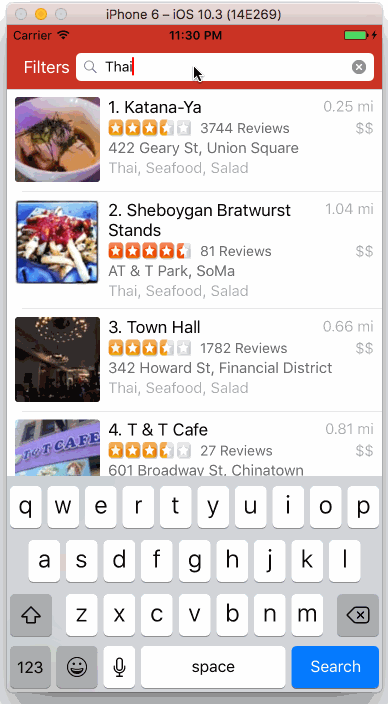 iPhone 6 – iOS 10.3 (14E269)
Carrier 11:30 PM
Filters Thai
1. Katana-Ya 0.25 mi
3744 Reviews $$
422 Geary St, Union Square
Thai, Seafood, Salad
2. Sheboygan Bratwurst 1.04 mi
Stands
81 Reviews $$
AT & T Park, SoMa
Thai, Seafood, Salad
3. Town Hall 0.66 mi
1782 Reviews $$
342 Howard St, Financial District
Thai, Seafood, Salad
T & T CAFE
4. T & T Cafe 0.81 mi
27 Reviews $$
601 Broadway St, Chinatown
q w e r t y u i o p
a s d f g h j k l
z x c v b n m
123 space Search